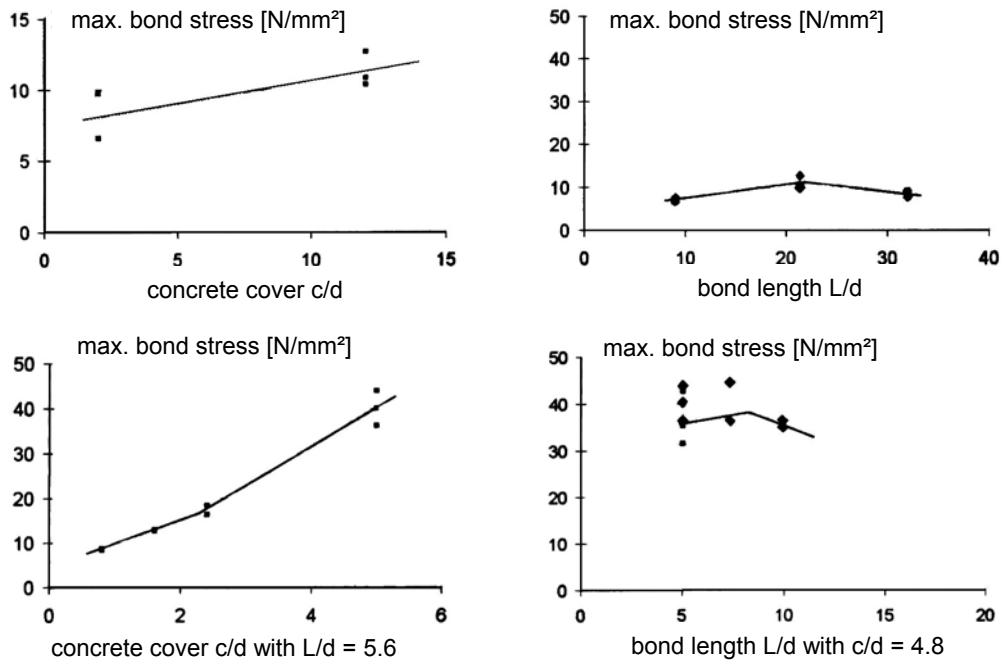 max. bond stress [N/mm²]
15
10
5
0
0 5 10 15
concrete cover c/d
max. bond stress [N/mm²]
50
40
30
20
10
0
0 10 20 30 40
bond length L/d
max. bond stress [N/mm²]
50
40
30
20
10
0
0 2 4 6
concrete cover c/d with L/d = 5.6
max. bond stress [N/mm²]
50
40
30
20
10
0
0 5 10 15 20
bond length L/d with c/d = 4.8